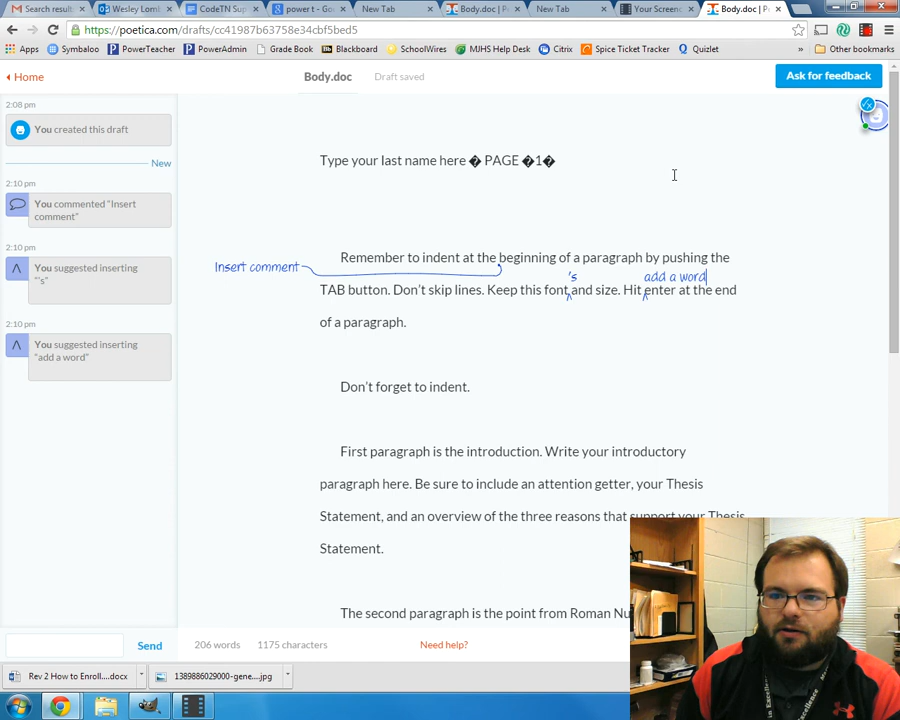 Search results
Wesley Lomb
CodeTN Sup
power t - Goo
New Tab
Body.doc | P
New Tab
Your Screenc
Body.doc | Po
https://poetica.com/drafts/cc41987b63758e34cbf5bed5
Apps Symbaloo PowerTeacher PowerAdmin Grade Book Blackboard SchoolWires MJHS Help Desk Citrix Spice Ticket Tracker Quizlet » Other bookmarks
Home
Body.doc
Draft saved
Ask for feedback
2:08 pm
You created this draft
New
2:10 pm
You commented “Insert
comment”
2:10 pm
You suggested inserting
“'s”
2:10 pm
You suggested inserting
“add a word”
Type your last name here � PAGE �1�
Remember to indent at the beginning of a paragraph by pushing the
Insert comment
's
add a word
TAB button. Don’t skip lines. Keep this font and size. Hit enter at the end
of a paragraph.
Don’t forget to indent.
First paragraph is the introduction. Write your introductory
paragraph here. Be sure to include an attention getter, your Thesis
Statement, and an overview of the three reasons that support your Thesis
Statement.
The second paragraph is the point from Roman Nu
Send
206 words
1175 characters
Need help?
Rev 2 How to Enroll....docx
1389886029000-gene....jpg